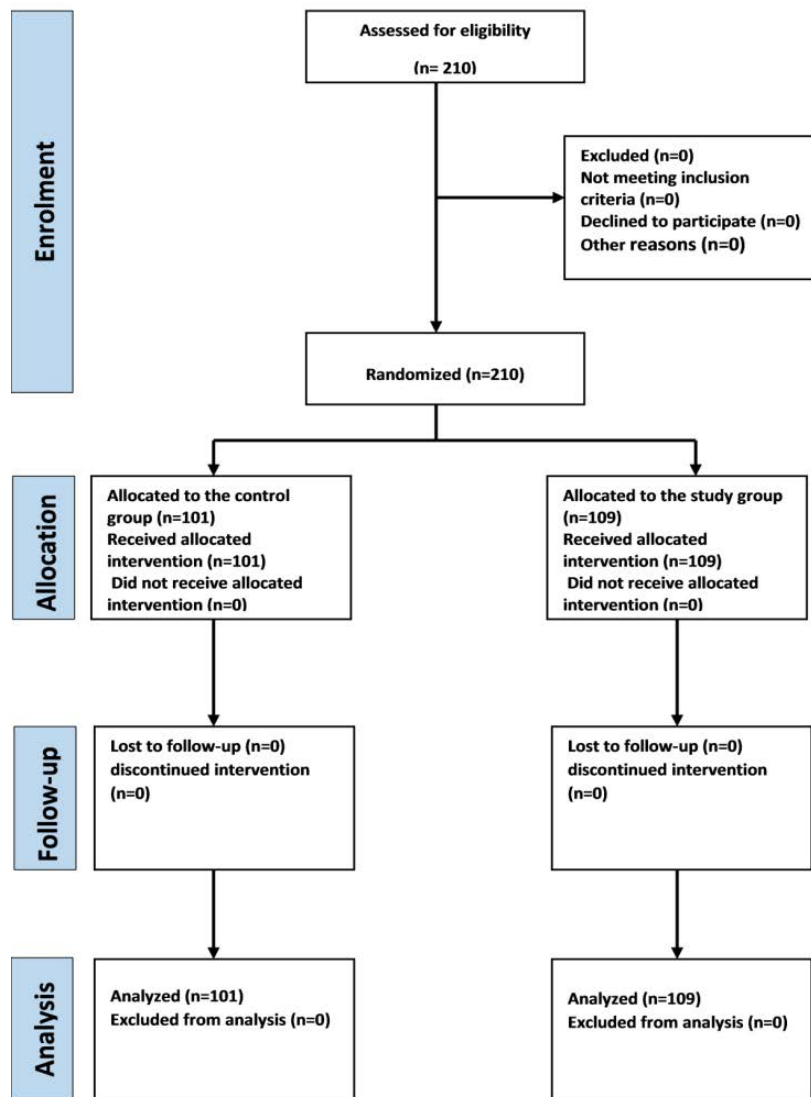 Enrolment
Assessed for eligibility
(n= 210)
Excluded (n=0)
Not meeting inclusion
criteria (n=0)
Declined to participate (n=0)
Other reasons (n=0)
Randomized (n=210)
Allocation
Allocated to the control
group (n=101)
Received allocated
intervention (n=101)
Did not receive allocated
intervention (n=0)
Allocated to the study group
(n=109)
Received allocated
intervention (n=109)
Did not receive allocated
intervention (n=0)
Follow-up
Lost to follow-up (n=0)
discontinued intervention
(n=0)
Lost to follow-up (n=0)
discontinued intervention
(n=0)
Analysis
Analyzed (n=101)
Excluded from analysis (n=0)
Analyzed (n=109)
Excluded from analysis (n=0)